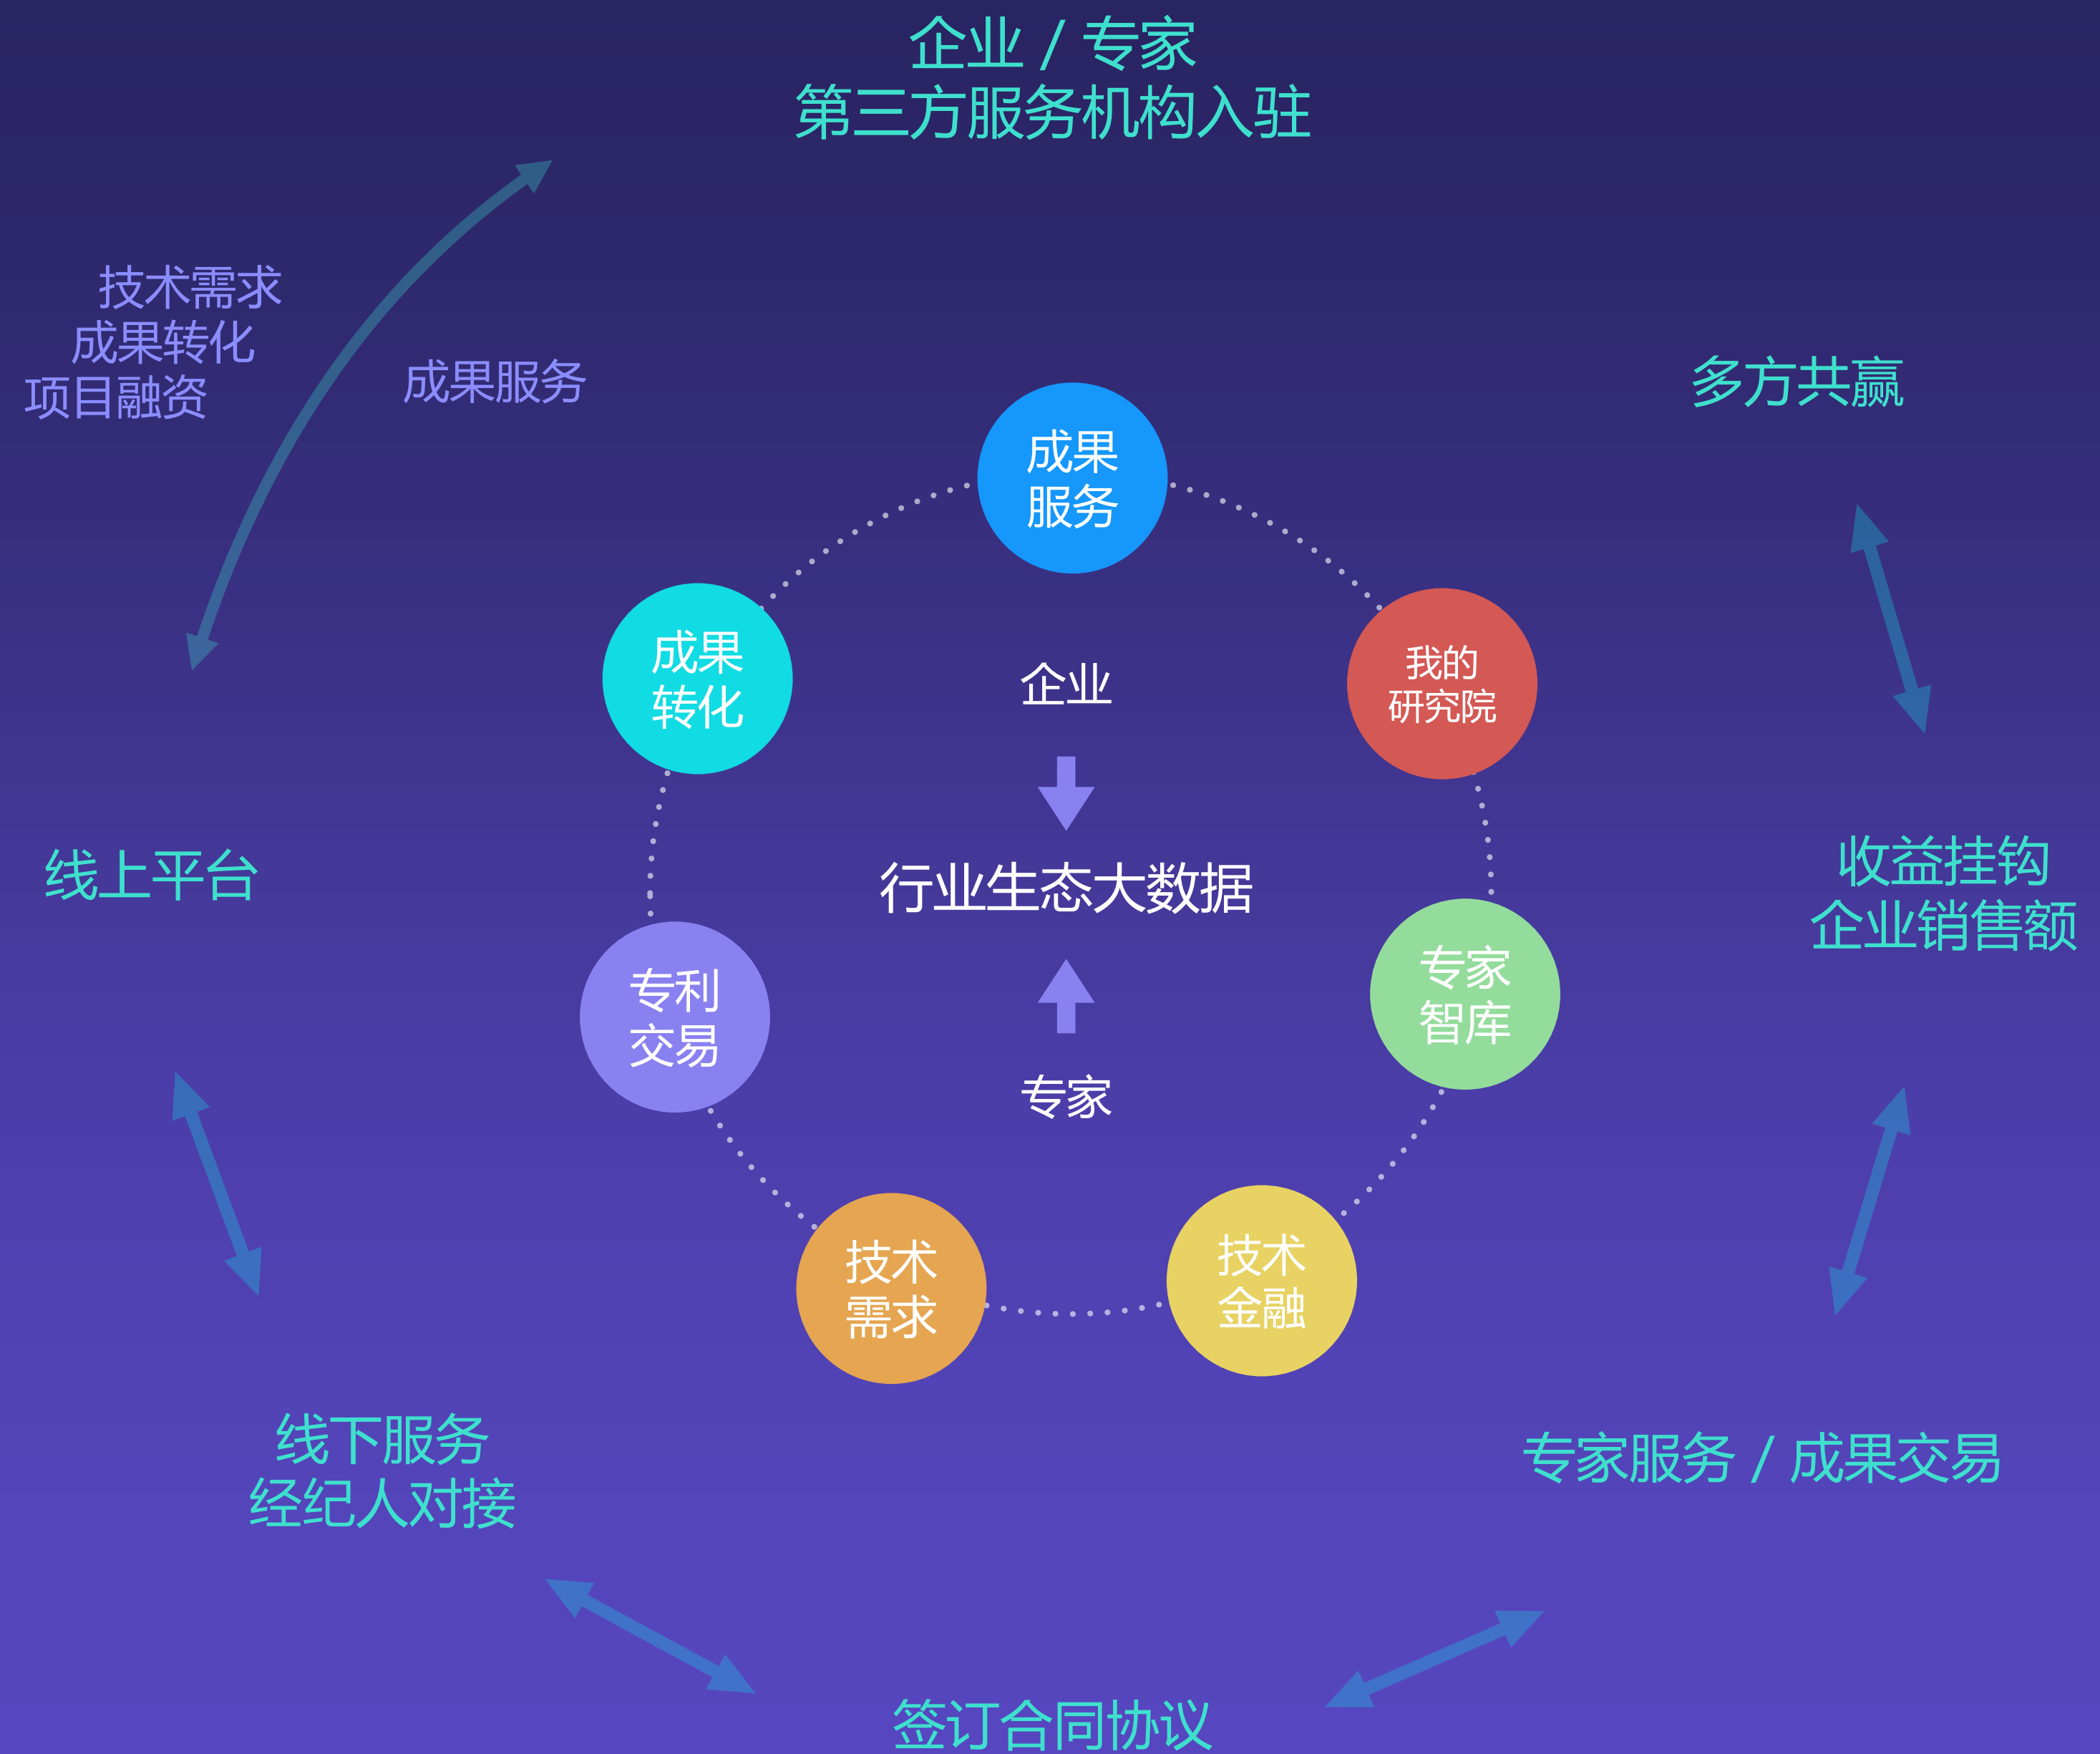 企业 / 专家
第三方服务机构入驻
技术需求
成果转化
项目融资
成果服务
多方共赢
成果
服务
成果
转化
我的
研究院
企业
行业生态大数据
专家
线上平台
收益挂钩
企业销售额
专利
交易
专家
智库
技术
需求
技术
金融
线下服务
经纪人对接
专家服务 / 成果交易
签订合同协议